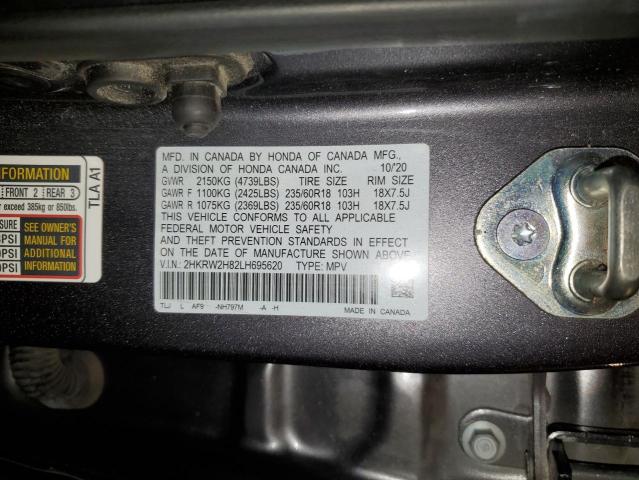 MFD. IN CANADA BY HONDA OF CANADA MFG.,
A DIVISION OF HONDA CANADA INC. 10/'20
GVWR 2150KG (4739LBS) TIRE SIZE RIM SIZE
GAWR F 1100KG (2425LBS) 235/60R18 103H 18X7.5J
GAWR R 1075KG (2369LBS) 235/60R18 103H 18X7.5J
THIS VEHICLE CONFORMS TO ALL APPLICABLE
FEDERAL MOTOR VEHICLE SAFETY
AND THEFT PREVENTION STANDARDS IN EFFECT
ON THE DATE OF MANUFACTURE SHOWN ABOVE.
V.I.N.: 2HKRW2H82LH695620 TYPE: MPV
TLJ L AF9 -NH797M -A -H
MADE IN CANADA
FORMATION
FRONT 2 REAR 3
exceed 385kg or 850lbs.
SURE
PSI
PSI
SEE OWNER'S
MANUAL FOR
ADDITIONAL
INFORMATION
TLA A1